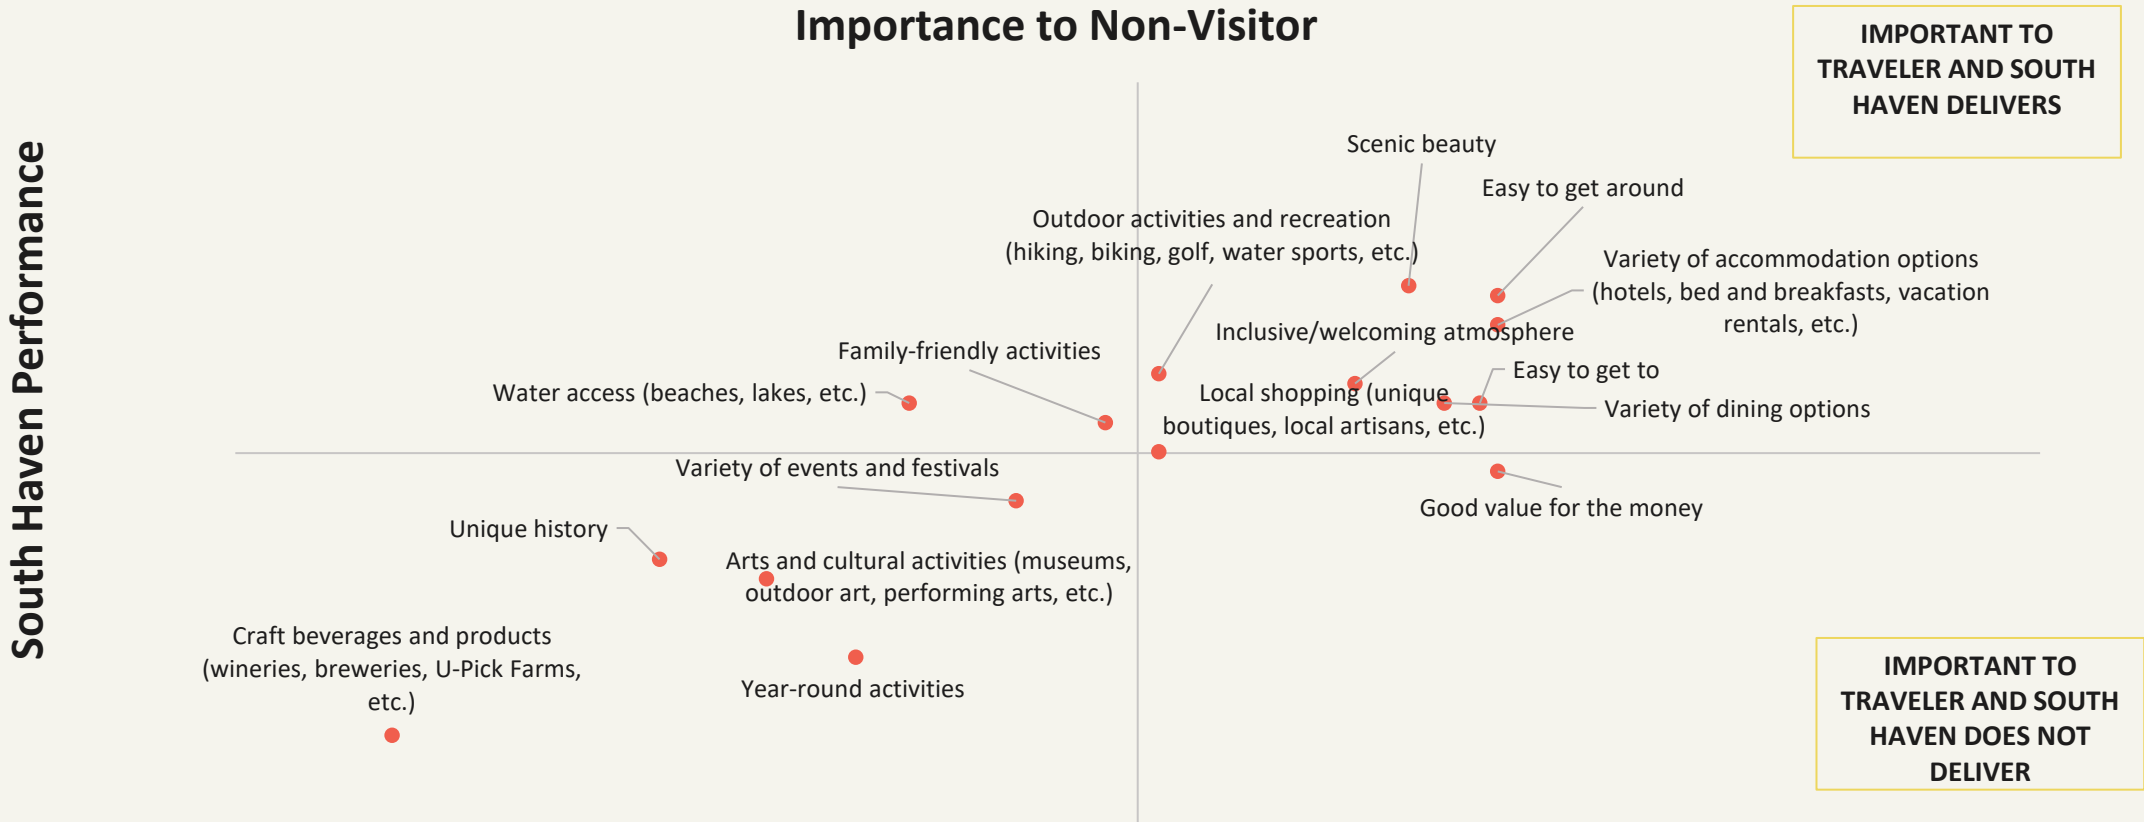 Importance to Non-Visitor
IMPORTANT TO
TRAVELER AND SOUTH
HAVEN DELIVERS
South Haven Performance
Scenic beauty
Easy to get around
Outdoor activities and recreation
(hiking, biking, golf, water sports, etc.)
Variety of accommodation options
(hotels, bed and breakfasts, vacation
rentals, etc.)
Inclusive/welcoming atmosphere
Family-friendly activities
Water access (beaches, lakes, etc.)
Easy to get to
Local shopping (unique
boutiques, local artisans, etc.)
Variety of dining options
Variety of events and festivals
Good value for the money
Unique history
Arts and cultural activities (museums,
outdoor art, performing arts, etc.)
Craft beverages and products
(wineries, breweries, U-Pick Farms,
etc.)
Year-round activities
IMPORTANT TO
TRAVELER AND SOUTH
HAVEN DOES NOT
DELIVER